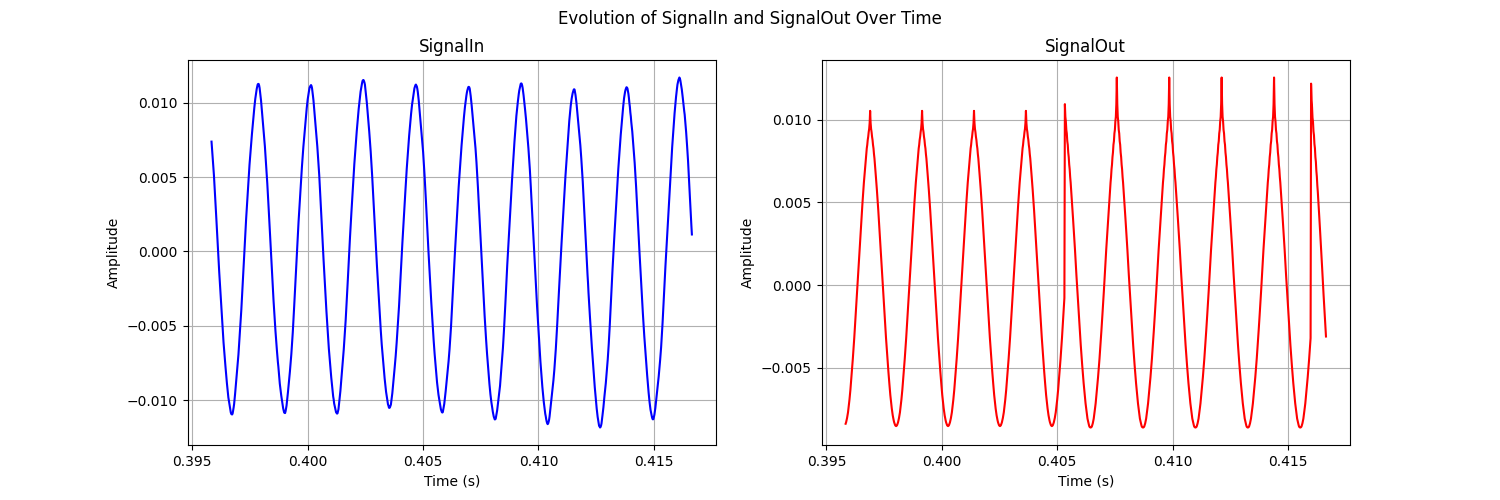 Evolution of SignalIn and SignalOut Over Time
SignalIn
Amplitude
0.010
0.005
0.000
−0.005
−0.010
0.395
0.400
0.405
0.410
0.415
Time (s)
SignalOut
Amplitude
0.010
0.005
0.000
−0.005
0.395
0.400
0.405
0.410
0.415
Time (s)